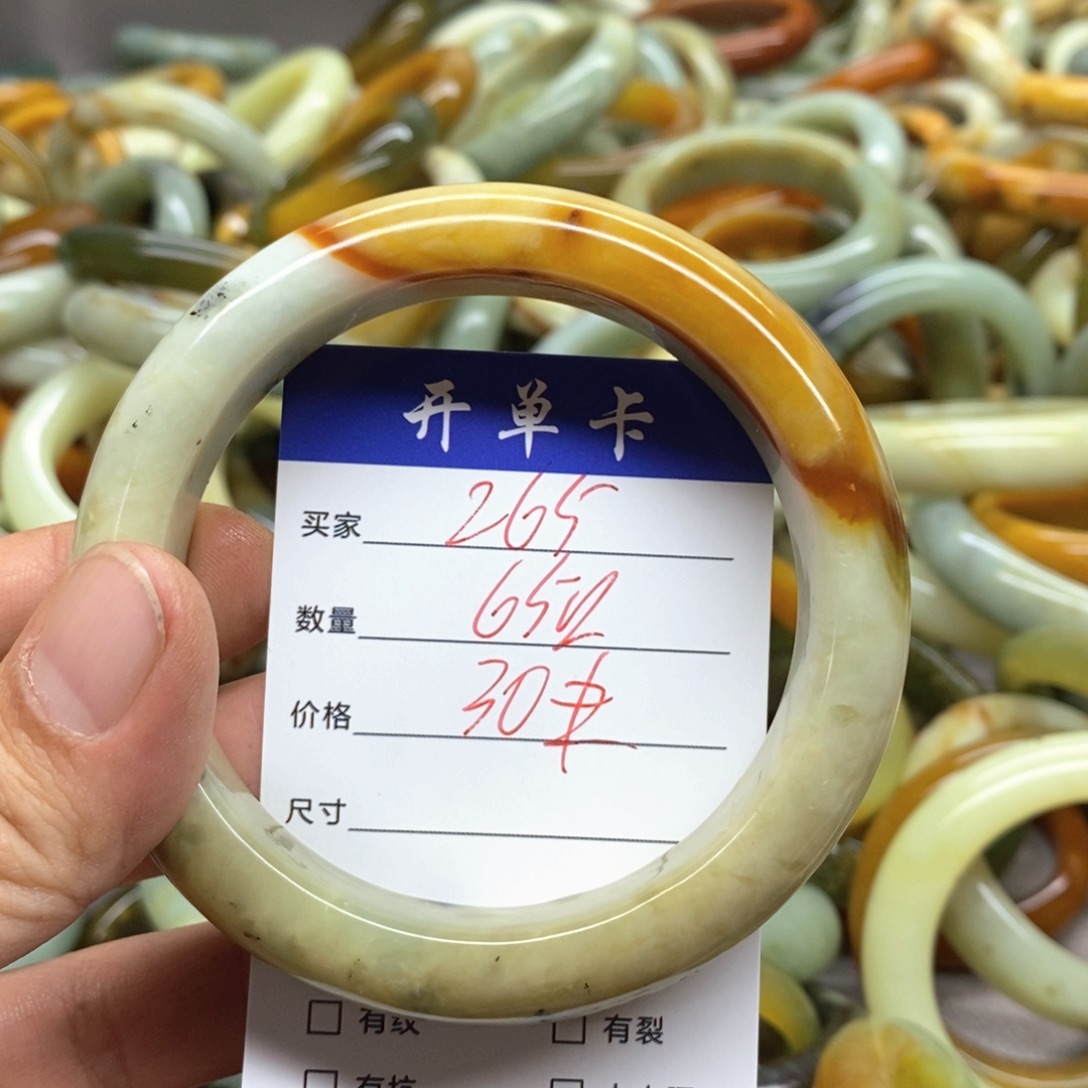 开单卡
买家 265
数量 65
价格 30
尺寸
□ 有纹 □ 有裂